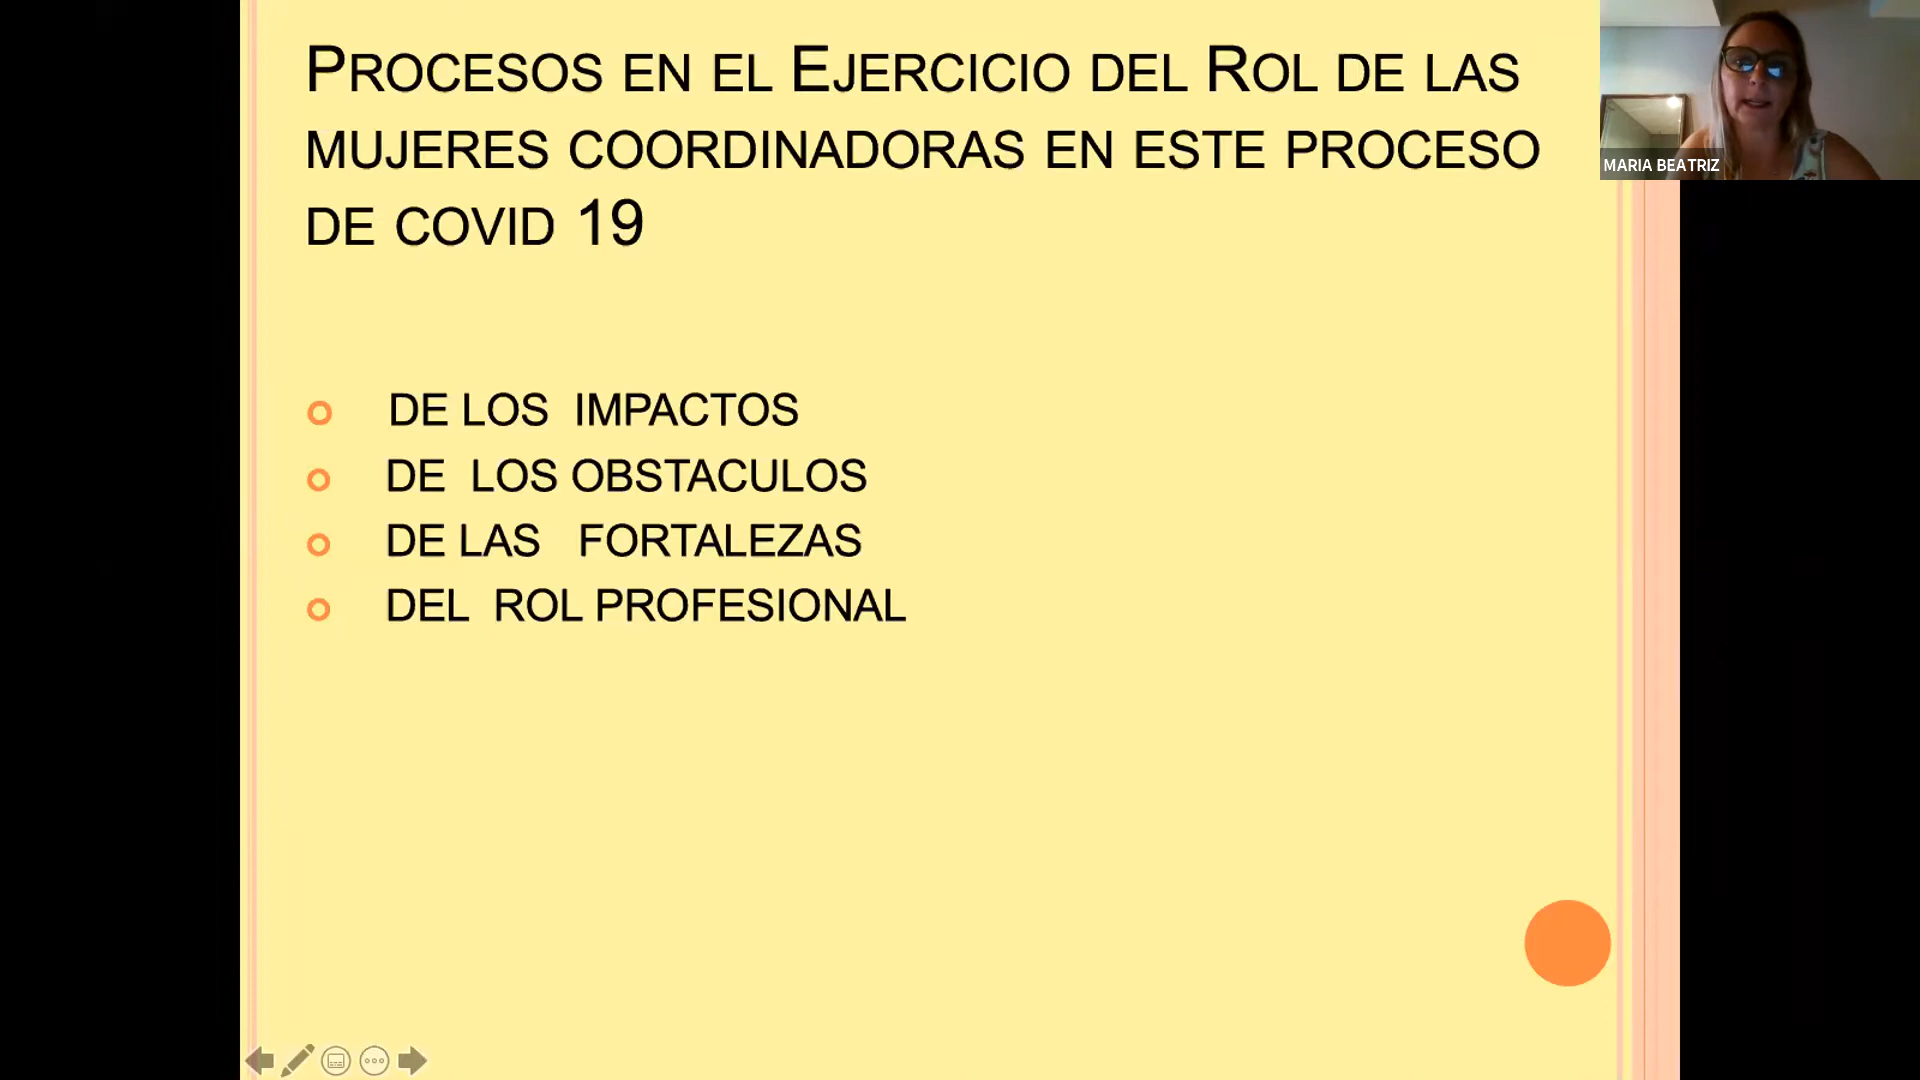 PROCESOS EN EL EJERCICIO DEL ROL DE LAS
MUJERES COORDINADORAS EN ESTE PROCESO
DE COVID 19
DE LOS IMPACTOS
DE LOS OBSTACULOS
DE LAS FORTALEZAS
DEL ROL PROFESIONAL
MARIA BEATRIZ